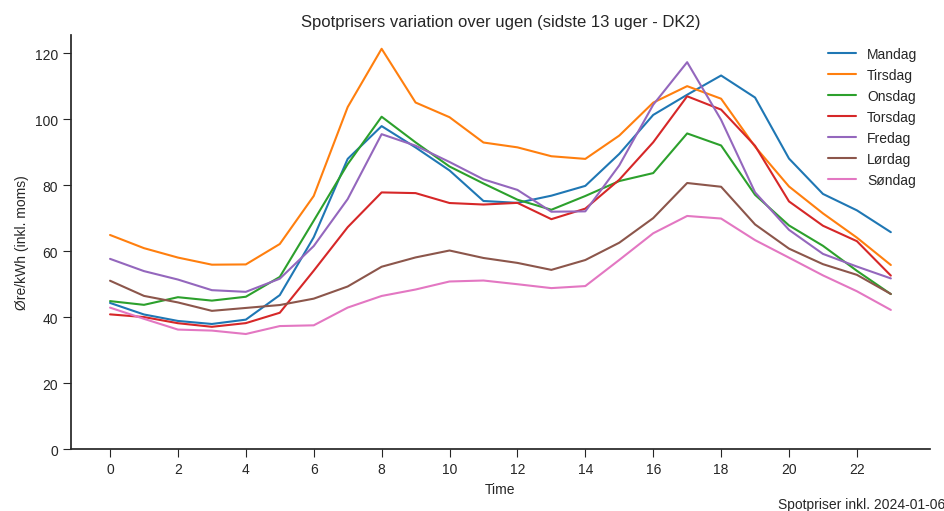 Spotprisers variation over ugen (sidste 13 uger - DK2)
Mandag
Tirsdag
Onsdag
Torsdag
Fredag
Lørdag
Søndag
Øre/kWh (inkl. moms)
120
100
80
60
40
20
0
0 2 4 6 8 10 12 14 16 18 20 22
Time
Spotpriser inkl. 2024-01-06